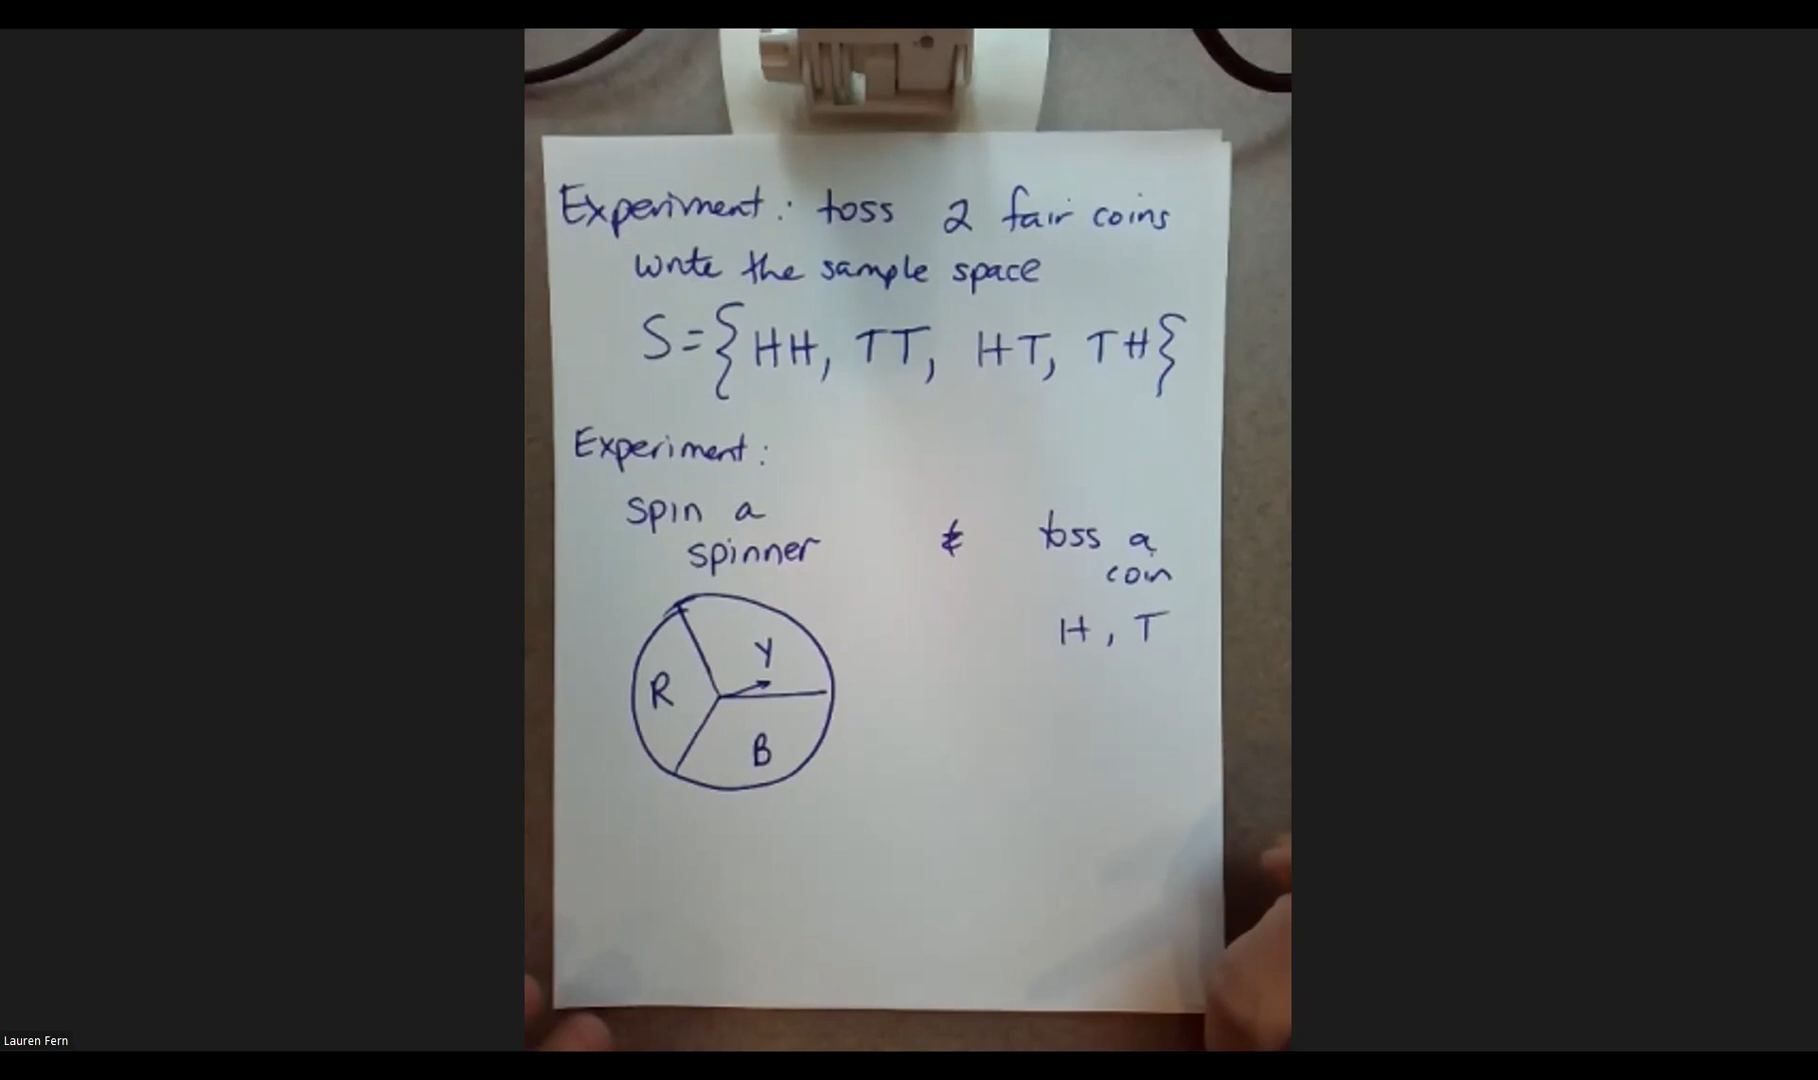 Experiment: toss 2 fair coins
write the sample space
S={HH, TT, HT, TH}
Experiment:
spin a
spinner
& toss a
coin
H, T
Y
R
B
Lauren Fern